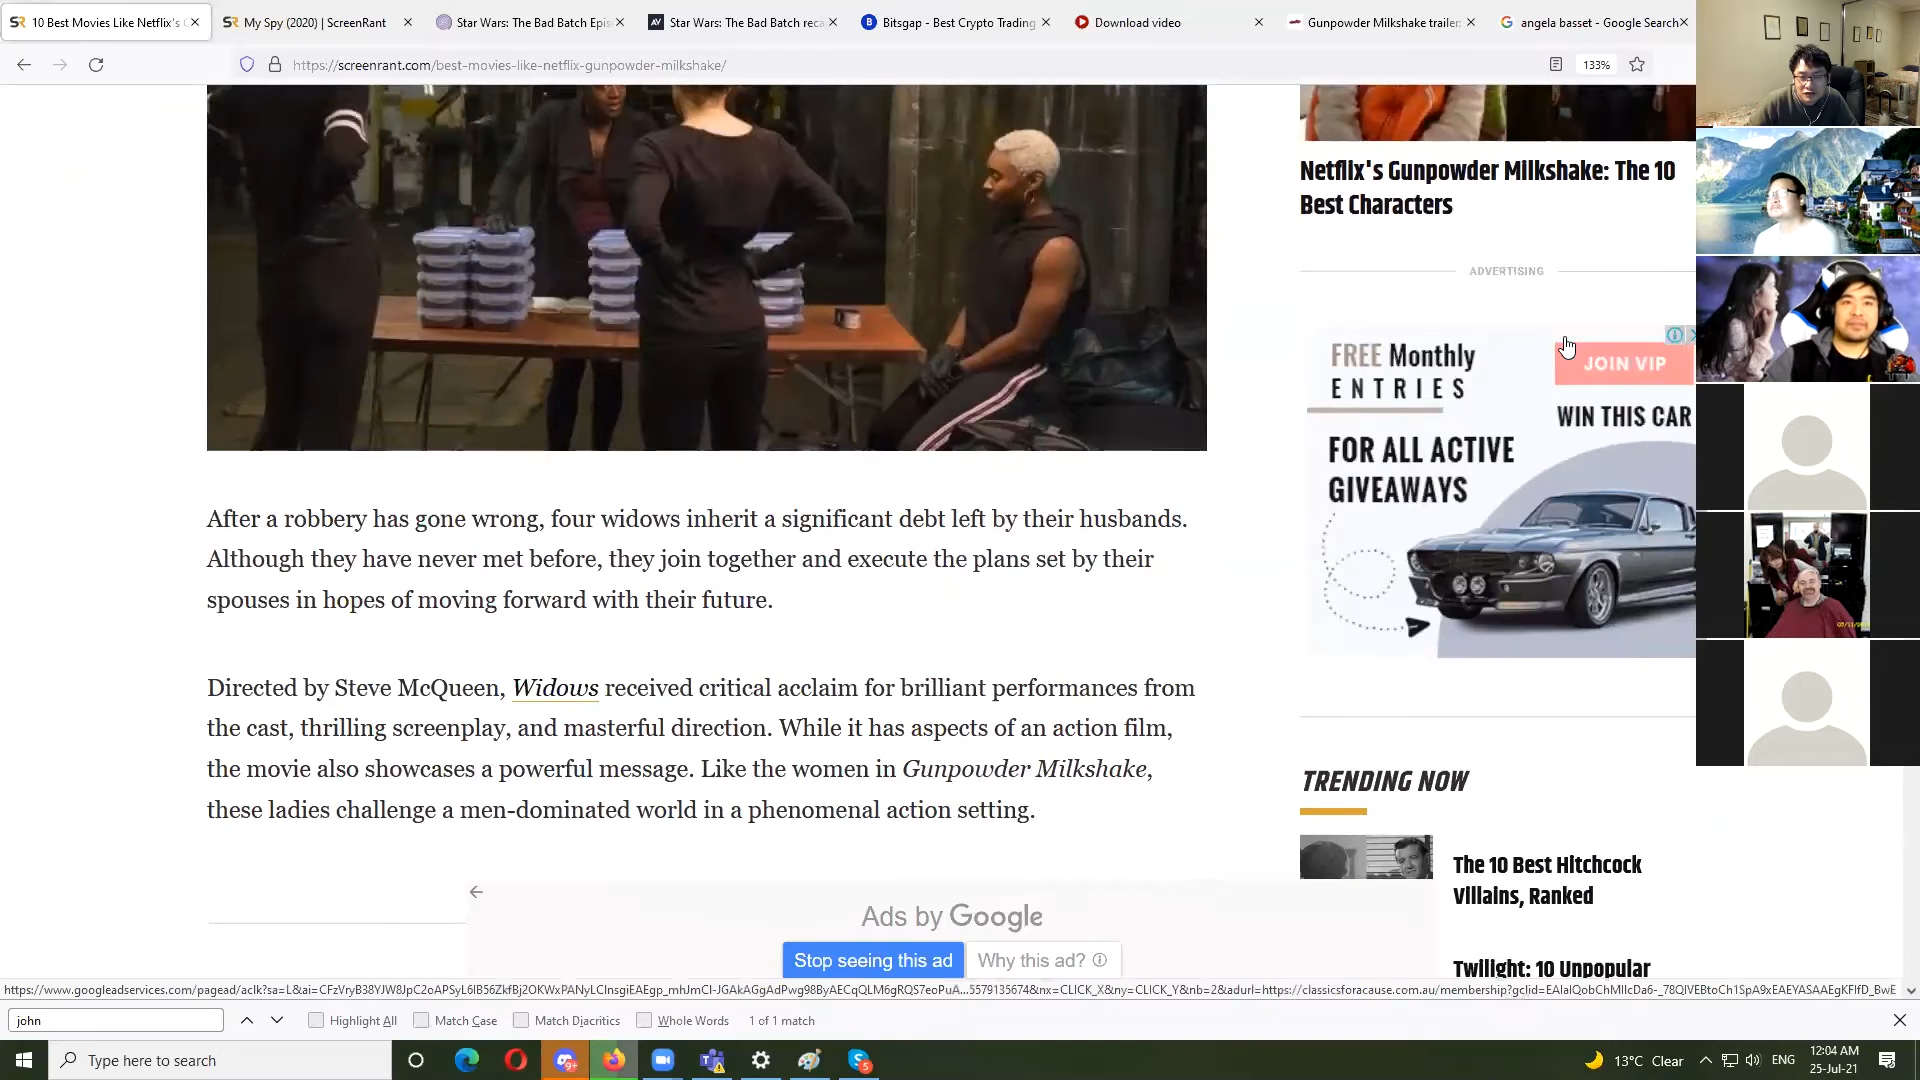 10 Best Movies Like Netflix's G
My Spy (2020) | ScreenRant
Star Wars: The Bad Batch Epis
Star Wars: The Bad Batch reca
Bitsgap - Best Crypto Trading
Download video
Gunpowder Milkshake trailer
angela basset - Google Search
https://screenrant.com/best-movies-like-netflix-gunpowder-milkshake/
133%
Netflix's Gunpowder Milkshake: The 10
Best Characters
ADVERTISING
FREE Monthly
ENTRIES
JOIN VIP
WIN THIS CAR
FOR ALL ACTIVE
GIVEAWAYS
After a robbery has gone wrong, four widows inherit a significant debt left by their husbands.
Although they have never met before, they join together and execute the plans set by their
spouses in hopes of moving forward with their future.
Directed by Steve McQueen, Widows received critical acclaim for brilliant performances from
the cast, thrilling screenplay, and masterful direction. While it has aspects of an action film,
the movie also showcases a powerful message. Like the women in Gunpowder Milkshake,
these ladies challenge a men-dominated world in a phenomenal action setting.
TRENDING NOW
The 10 Best Hitchcock
Villains, Ranked
Twilight: 10 Unpopular
Ads by Google
Stop seeing this ad
Why this ad?
john
Highlight All
Match Case
Match Diacritics
Whole Words
1 of 1 match
Type here to search
9+
5
13°C Clear
ENG
12:04 AM
25-Jul-21